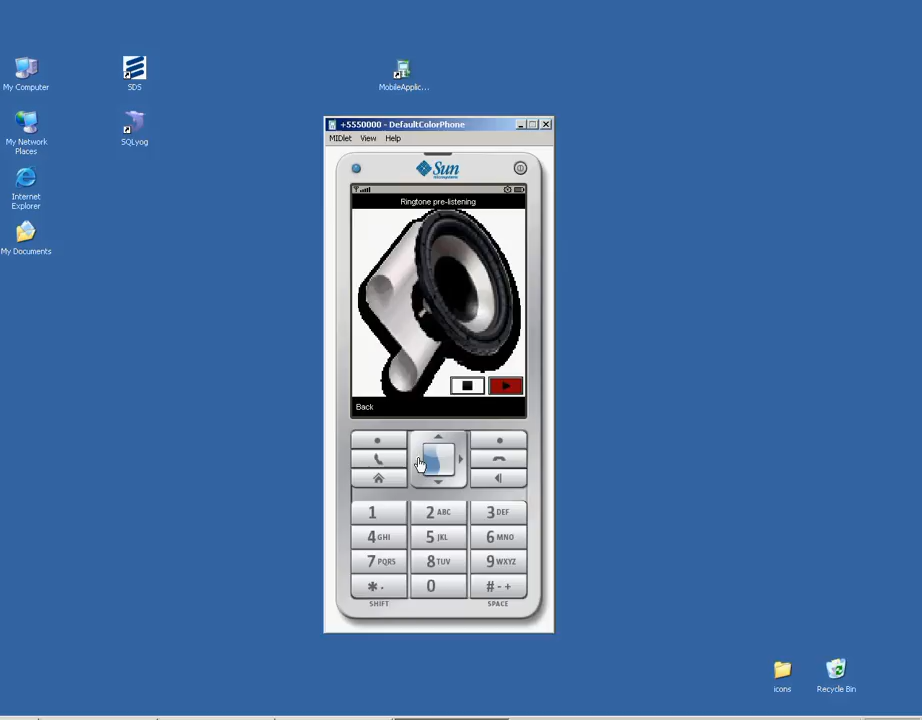 My Computer
SDS
MobileApplic...
My Network
Places
SQLyog
Internet
Explorer
My Documents
+5550000 - DefaultColorPhone
MIDlet View Help
Sun
Ringtone pre-listening
Back
1 2 ABC 3 DEF
4 GHI 5 JKL 6 MNO
7 PQRS 8 TUV 9 WXYZ
* . 0 # - +
SHIFT SPACE
icons
Recycle Bin